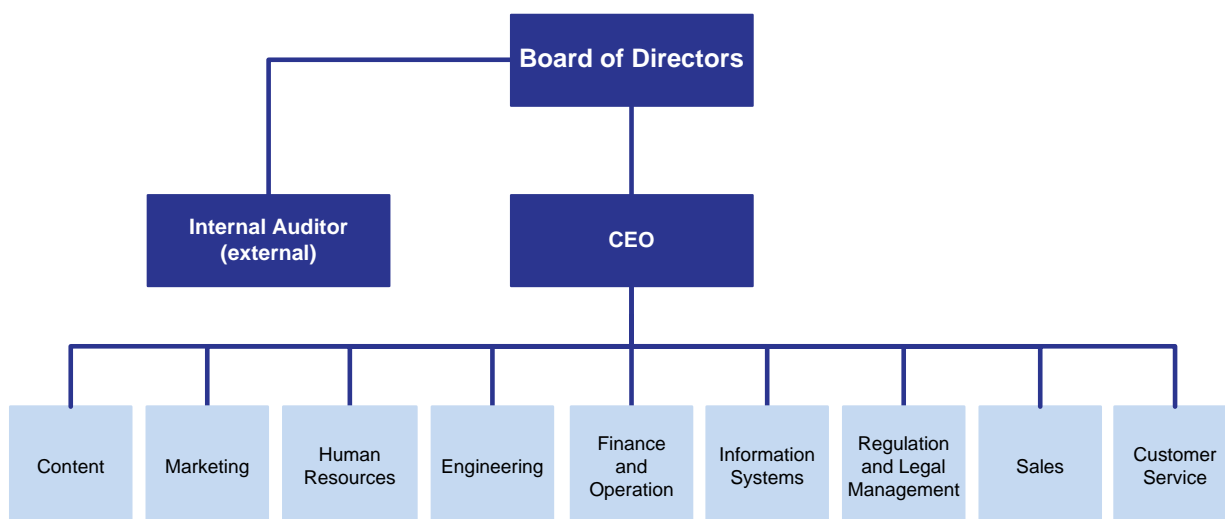 Board of Directors
Internal Auditor
(external)
CEO
Content
Marketing
Human
Resources
Engineering
Finance
and
Operation
Information
Systems
Regulation
and Legal
Management
Sales
Customer
Service